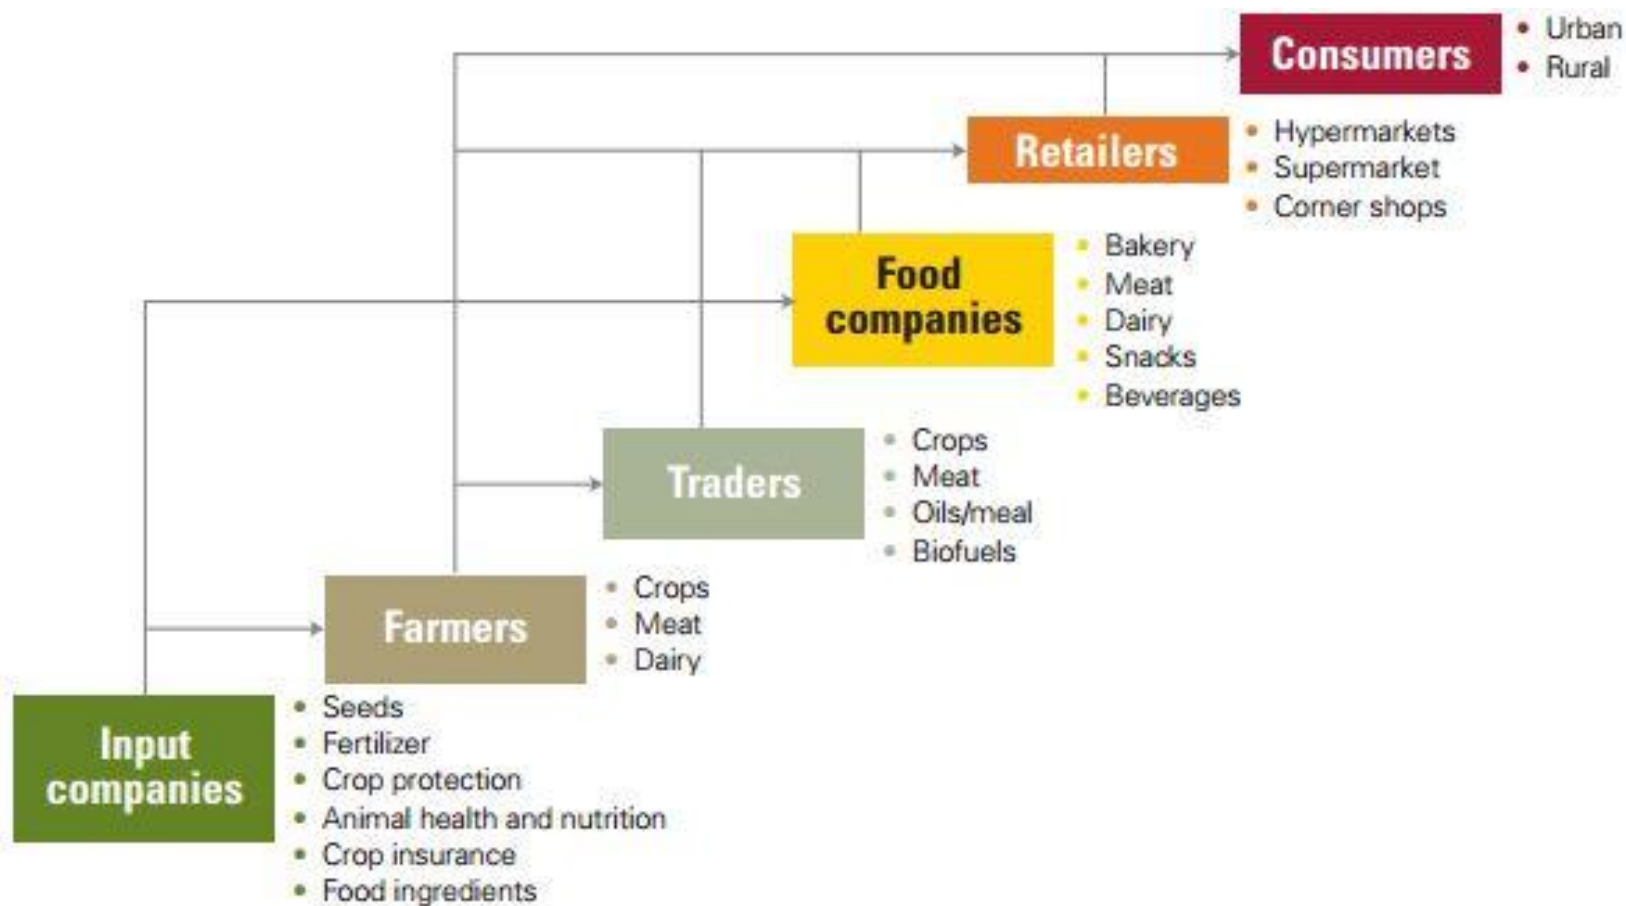 Consumers
• Urban
• Rural
Retailers
• Hypermarkets
• Supermarket
• Corner shops
Food
companies
• Bakery
• Meat
• Dairy
• Snacks
• Beverages
Traders
• Crops
• Meat
• Oils/meal
• Biofuels
Farmers
• Crops
• Meat
• Dairy
Input
companies
• Seeds
• Fertilizer
• Crop protection
• Animal health and nutrition
• Crop insurance
• Food ingredients